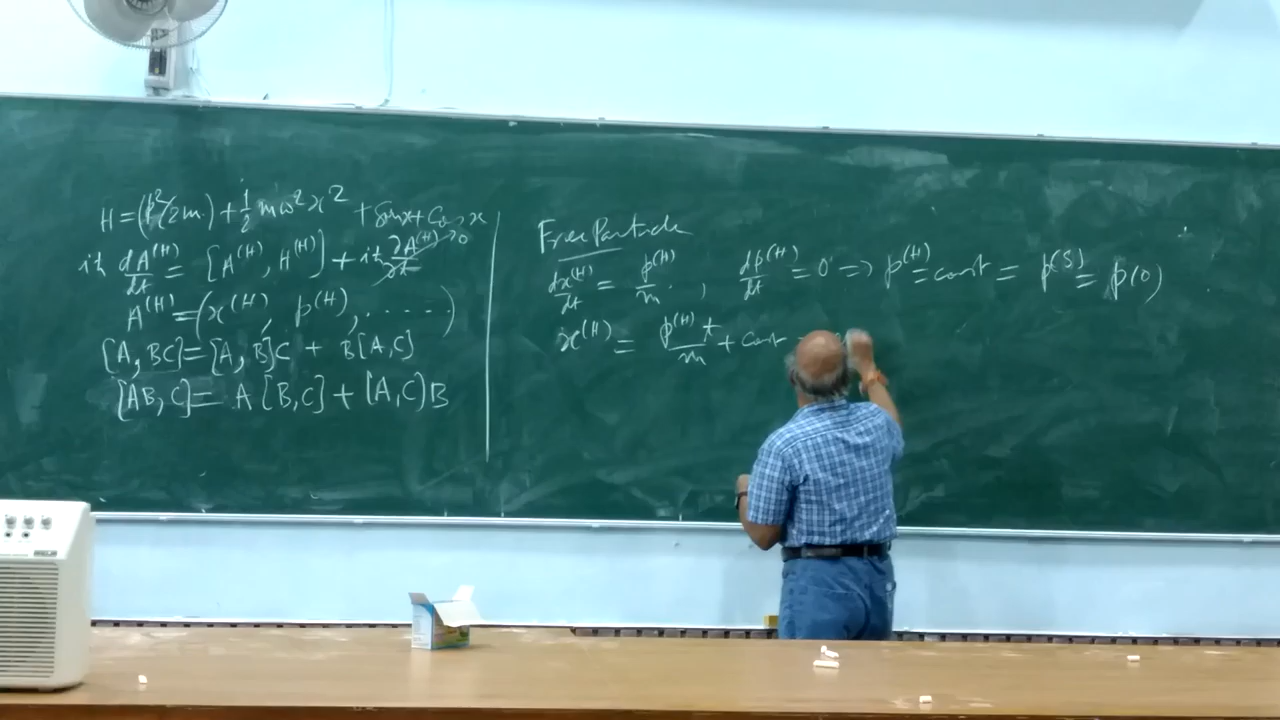 H = (p²/2m) + 1/2 mω²x² + Sinx + Cos x
iħ dA^(H)/dt = [A^(H), H^(H)] + iħ ∂A^(H)/∂t → 0
A^(H) = (x^(H), p^(H), .....)
[A, BC] = [A, B]C + B[A, C]
[AB, C] = A[B, C] + [A, C]B
Free Particle
dx^(H)/dt = p^(H)/m , dp^(H)/dt = 0 ⇒ p^(H) = const = p^(S) = p(0)
x^(H) = p^(H) t/m + const